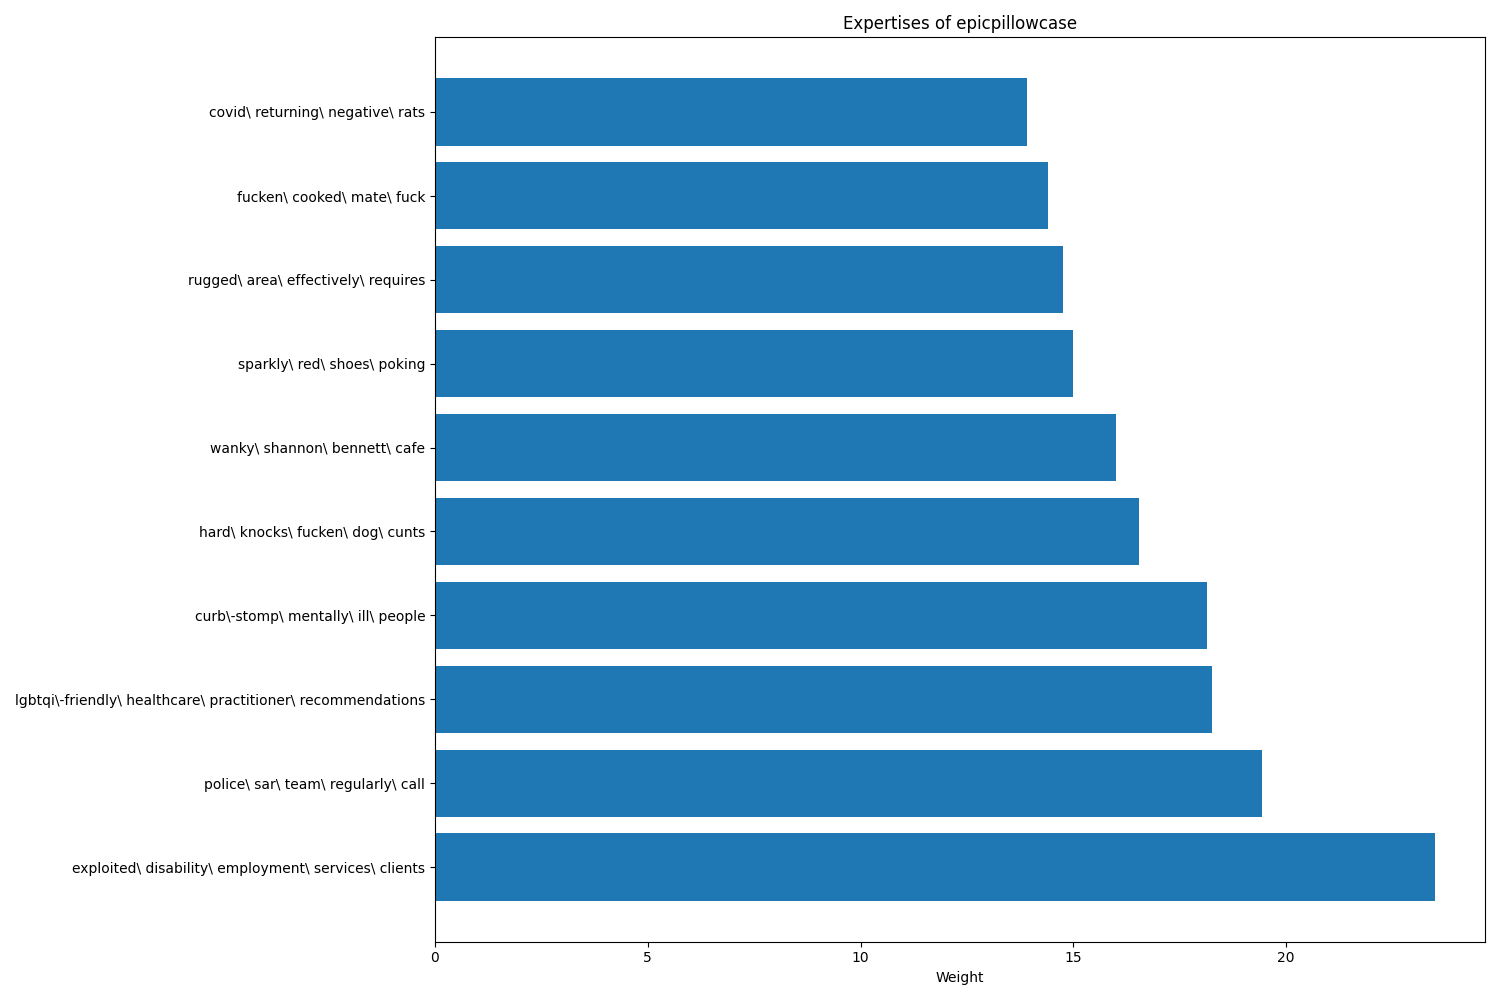 Expertises of epicpillowcase
covid\ returning\ negative\ rats
fucken\ cooked\ mate\ fuck
rugged\ area\ effectively\ requires
sparkly\ red\ shoes\ poking
wanky\ shannon\ bennett\ cafe
hard\ knocks\ fucken\ dog\ cunts
curb\-stomp\ mentally\ ill\ people
lgbtqi\-friendly\ healthcare\ practitioner\ recommendations
police\ sar\ team\ regularly\ call
exploited\ disability\ employment\ services\ clients
0 5 10 15 20
Weight